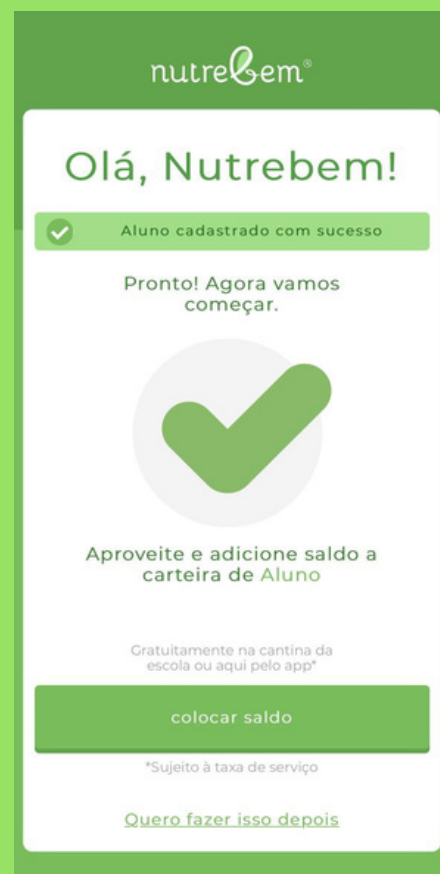 nutrebem®
Olá, Nutrebem!
Aluno cadastrado com sucesso
Pronto! Agora vamos
começar.
Aproveite e adicione saldo a
carteira de Aluno
Gratuitamente na cantina da
escola ou aqui pelo app*
colocar saldo
*Sujeito à taxa de serviço
Quero fazer isso depois